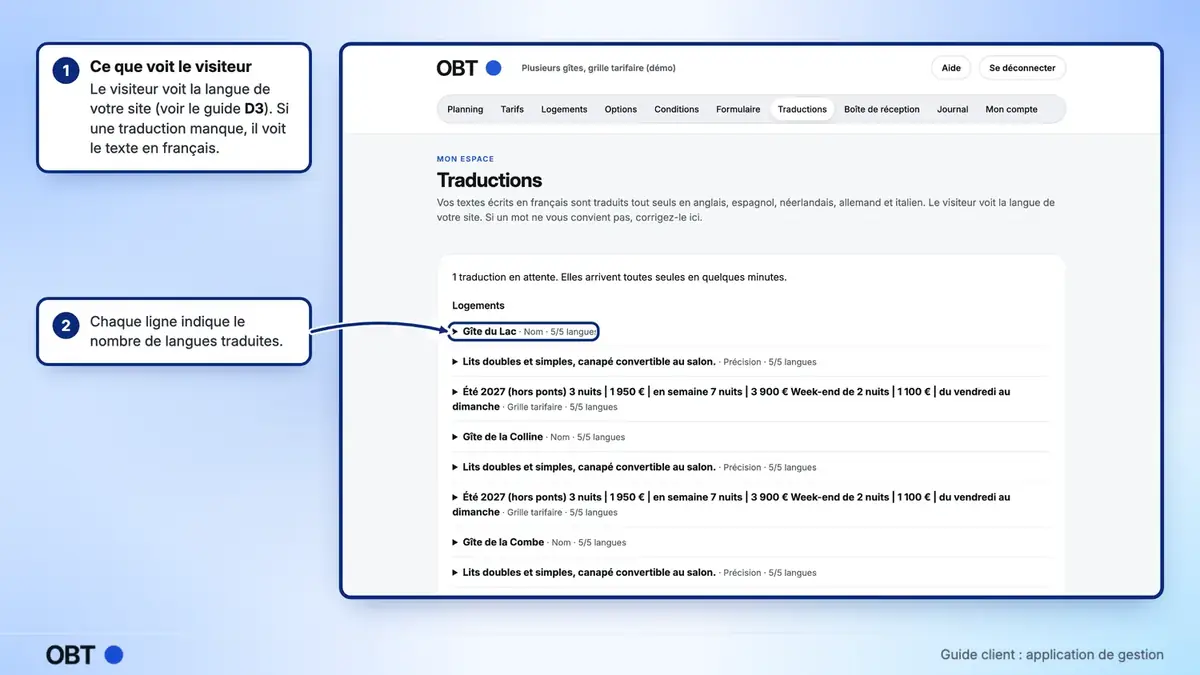 1
Ce que voit le visiteur
Le visiteur voit la langue de
votre site (voir le guide D3). Si
une traduction manque, il voit
le texte en français.
2
Chaque ligne indique le
nombre de langues traduites.
OBT
Plusieurs gîtes, grille tarifaire (démo)
Aide
Se déconnecter
Planning Tarifs Logements Options Conditions Formulaire Traductions Boîte de réception Journal Mon compte
MON ESPACE
Traductions
Vos textes écrits en français sont traduits tout seuls en anglais, espagnol, néerlandais, allemand et italien. Le visiteur voit la langue de
votre site. Si un mot ne vous convient pas, corrigez-le ici.
1 traduction en attente. Elles arrivent toutes seules en quelques minutes.
Logements
Gîte du Lac · Nom · 5/5 langues
Lits doubles et simples, canapé convertible au salon. · Précision · 5/5 langues
Été 2027 (hors ponts) 3 nuits | 1 950 € | en semaine 7 nuits | 3 900 € Week-end de 2 nuits | 1 100 € | du vendredi au
dimanche · Grille tarifaire · 5/5 langues
Gîte de la Colline · Nom · 5/5 langues
Lits doubles et simples, canapé convertible au salon. · Précision · 5/5 langues
Été 2027 (hors ponts) 3 nuits | 1 950 € | en semaine 7 nuits | 3 900 € Week-end de 2 nuits | 1 100 € | du vendredi au
dimanche · Grille tarifaire · 5/5 langues
Gîte de la Combe · Nom · 5/5 langues
Lits doubles et simples, canapé convertible au salon. · Précision · 5/5 langues
OBT
Guide client : application de gestion